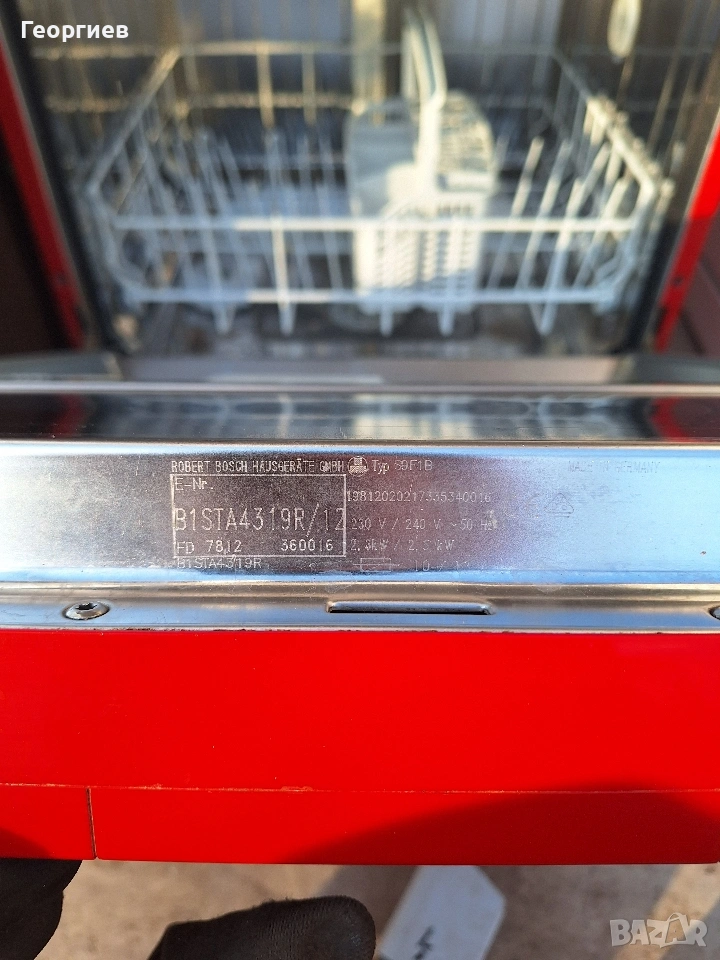 Георгиев
ROBERT BOSCH HAUSGERÄTE GMBH Typ S9F1B MADE IN GERMANY
E-Nr.
19812020217335340016
B1STA4319R/12
230 V / 240 V ~ 50 Hz
FD 7812 360016
B1STA4319R
BAZAR